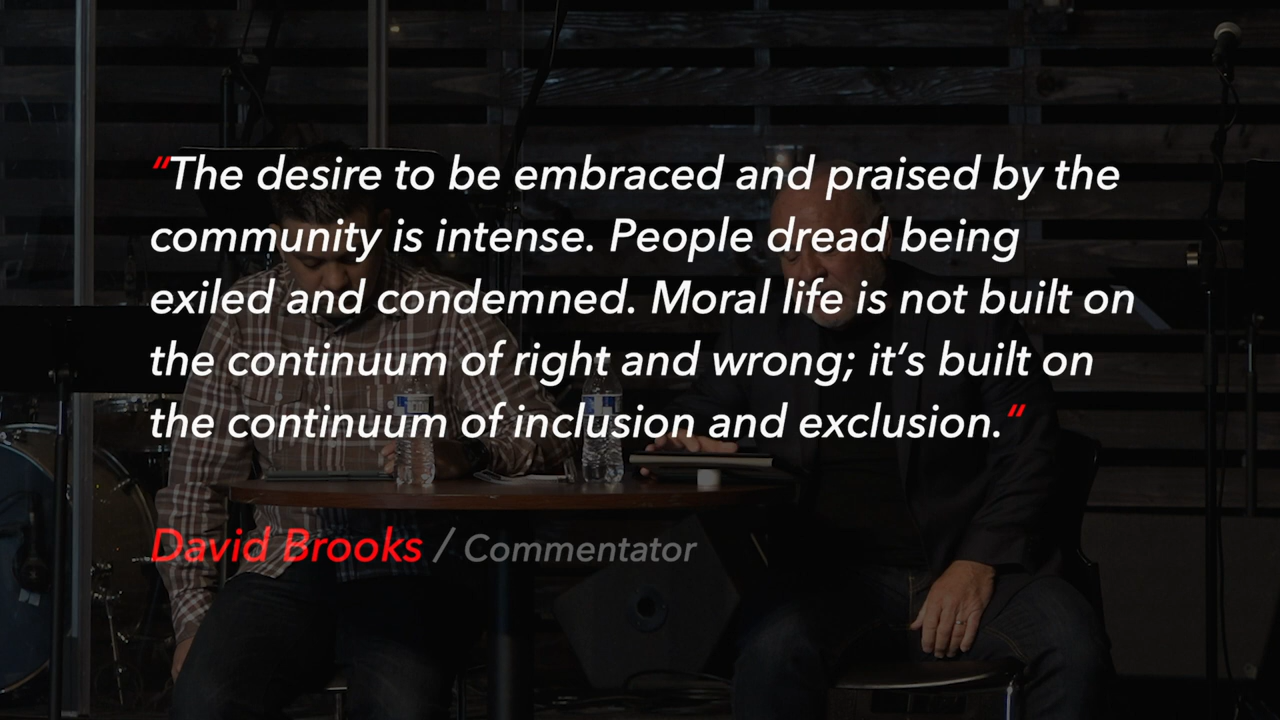 “The desire to be embraced and praised by the
community is intense. People dread being
exiled and condemned. Moral life is not built on
the continuum of right and wrong; it’s built on
the continuum of inclusion and exclusion.“
David Brooks / Commentator